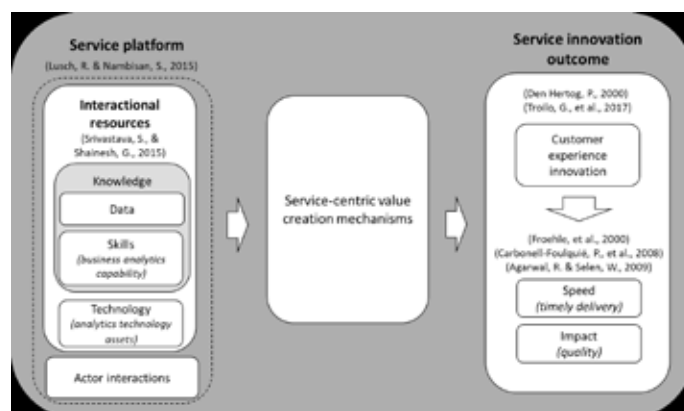 Service platform
(Lusch, R. & Nambisan, S., 2015)
Interactional
resources
(Srivastava, S., &
Shainesh, G., 2015)
Knowledge
Data
Skills
(business analytics
capability)
Technology
(analytics technology
assets)
Actor interactions
Service-centric value
creation mechanisms
Service innovation
outcome
(Den Hertog, P., 2000)
(Troilo, G., et al., 2017)
Customer
experience
innovation
(Froehle, et al., 2000)
(Carbonell-Foulquié, P., et al., 2008)
(Agarwal, R. & Selen, W., 2009)
Speed
(timely delivery)
Impact
(quality)